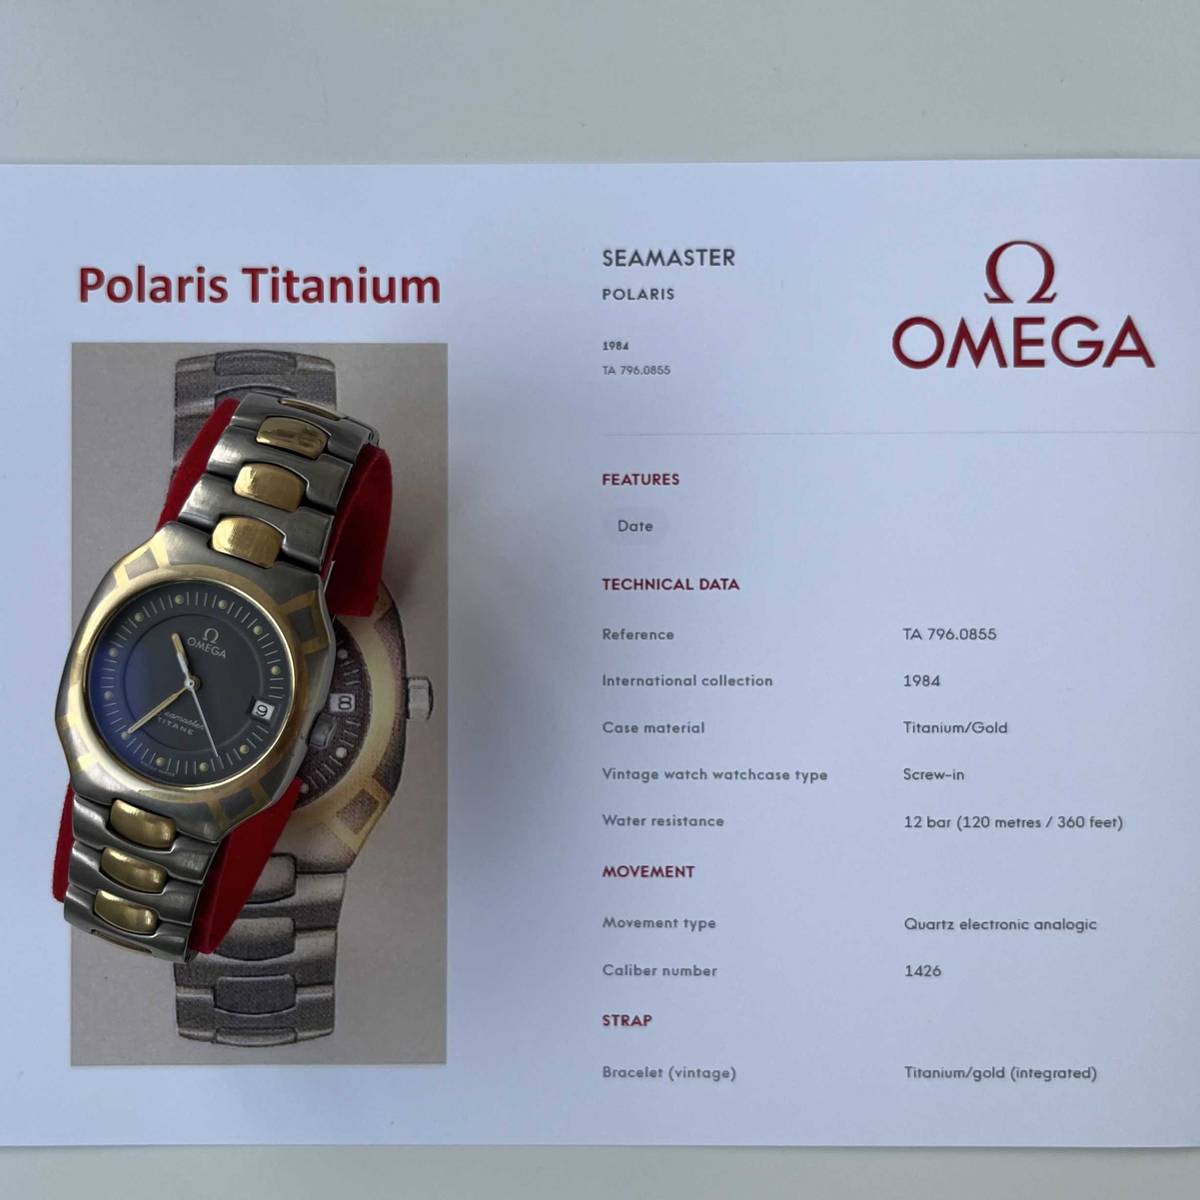 Polaris Titanium
OMEGA
9
TITANE
8
SEAMASTER
POLARIS
1984
TA 796.0855
Ω
OMEGA
FEATURES
Date
TECHNICAL DATA
Reference TA 796.0855
International collection 1984
Case material Titanium/Gold
Vintage watch watchcase type Screw-in
Water resistance 12 bar (120 metres / 360 feet)
MOVEMENT
Movement type Quartz electronic analogic
Caliber number 1426
STRAP
Bracelet (vintage) Titanium/gold (integrated)